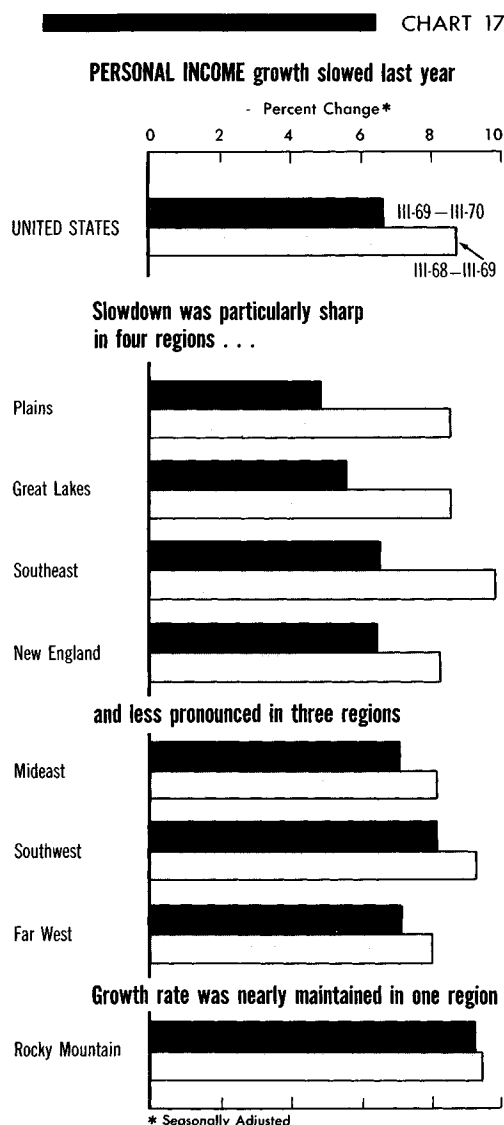 CHART 17
PERSONAL INCOME growth slowed last year
- Percent Change*
0 2 4 6 8 10
UNITED STATES
III-69 — III-70
III-68 — III-69
Slowdown was particularly sharp
in four regions . . .
Plains
Great Lakes
Southeast
New England
and less pronounced in three regions
Mideast
Southwest
Far West
Growth rate was nearly maintained in one region
Rocky Mountain
* Seasonally Adjusted